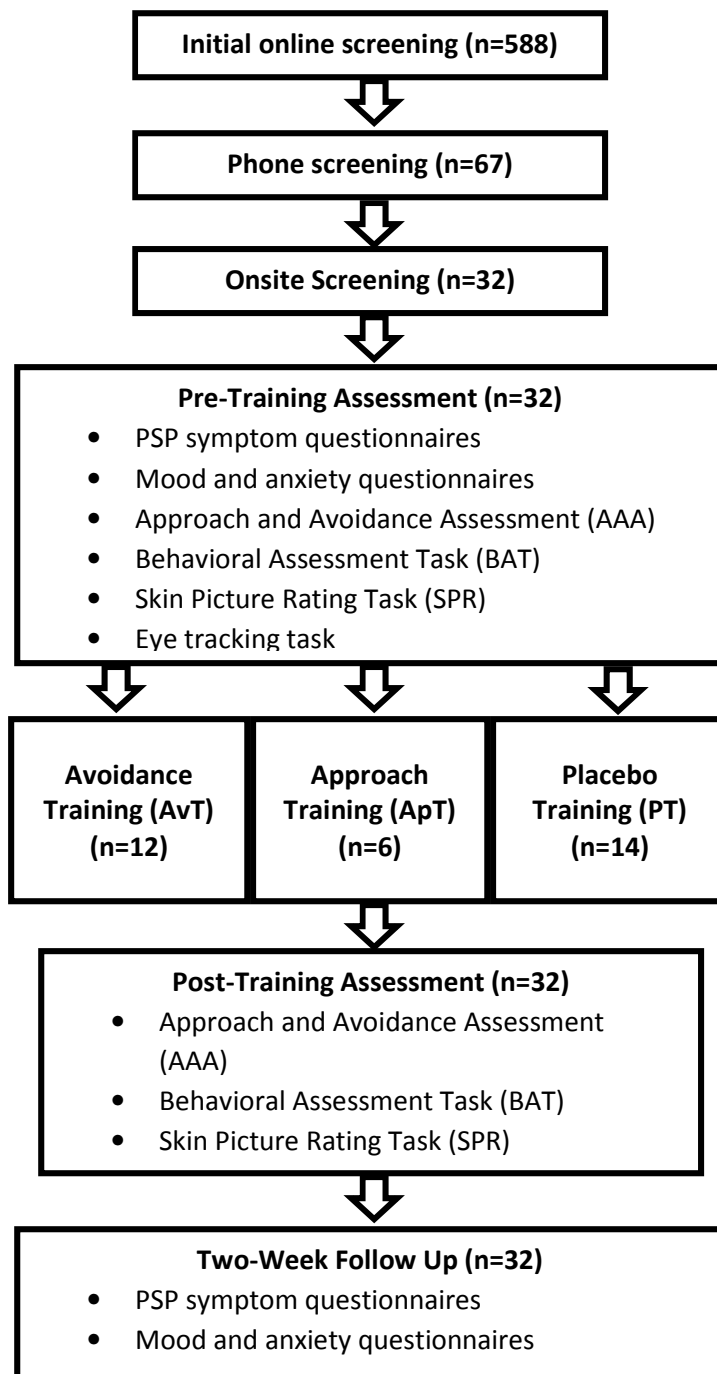 Initial online screening (n=588)
Phone screening (n=67)
Onsite Screening (n=32)
Pre-Training Assessment (n=32)
• PSP symptom questionnaires
• Mood and anxiety questionnaires
• Approach and Avoidance Assessment (AAA)
• Behavioral Assessment Task (BAT)
• Skin Picture Rating Task (SPR)
• Eye tracking task
Avoidance
Training (AvT)
(n=12)
Approach
Training (ApT)
(n=6)
Placebo
Training (PT)
(n=14)
Post-Training Assessment (n=32)
• Approach and Avoidance Assessment
(AAA)
• Behavioral Assessment Task (BAT)
• Skin Picture Rating Task (SPR)
Two-Week Follow Up (n=32)
• PSP symptom questionnaires
• Mood and anxiety questionnaires